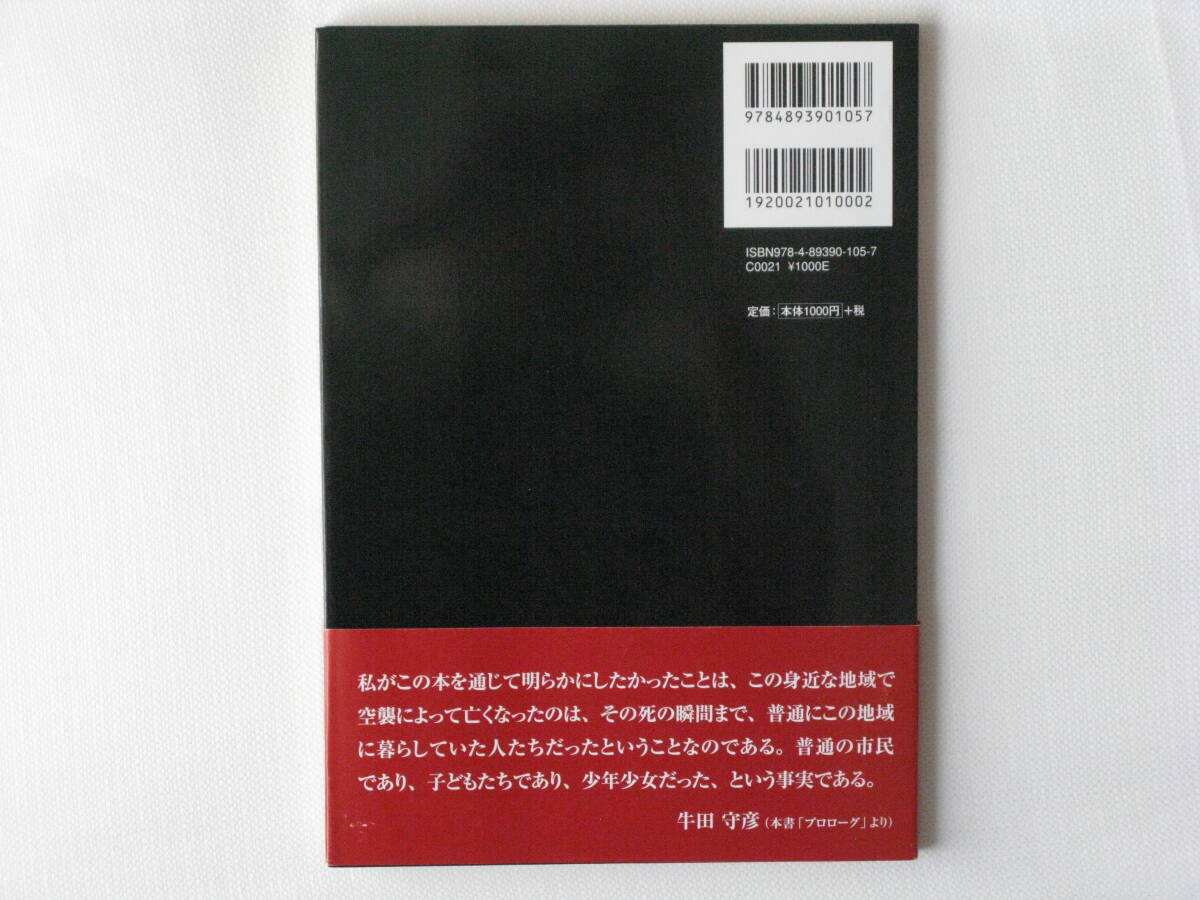 9784893901057
1920021010002
ISBN978-4-89390-105-7
C0021 ¥1000E
定価：本体1000円＋税
私がこの本を通じて明らかにしたかったことは、この身近な地域で
空襲によって亡くなったのは、その死の瞬間まで、普通にこの地域
に暮らしていた人たちだったということなのである。普通の市民
であり、子どもたちであり、少年少女だった、という事実である。
牛田 守彦（本書「プロローグ」より）